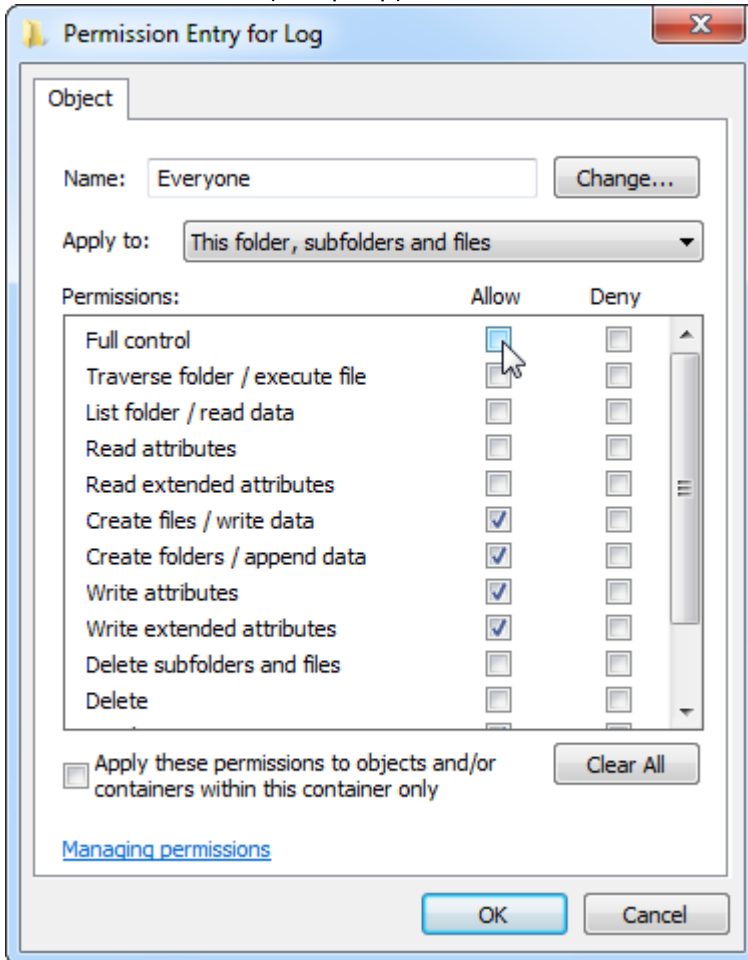 Permission Entry for Log
Object
Name: Everyone Change...
Apply to: This folder, subfolders and files
Permissions: Allow Deny
Full control
Traverse folder / execute file
List folder / read data
Read attributes
Read extended attributes
Create files / write data
Create folders / append data
Write attributes
Write extended attributes
Delete subfolders and files
Delete
Apply these permissions to objects and/or
containers within this container only
Clear All
Managing permissions
OK Cancel